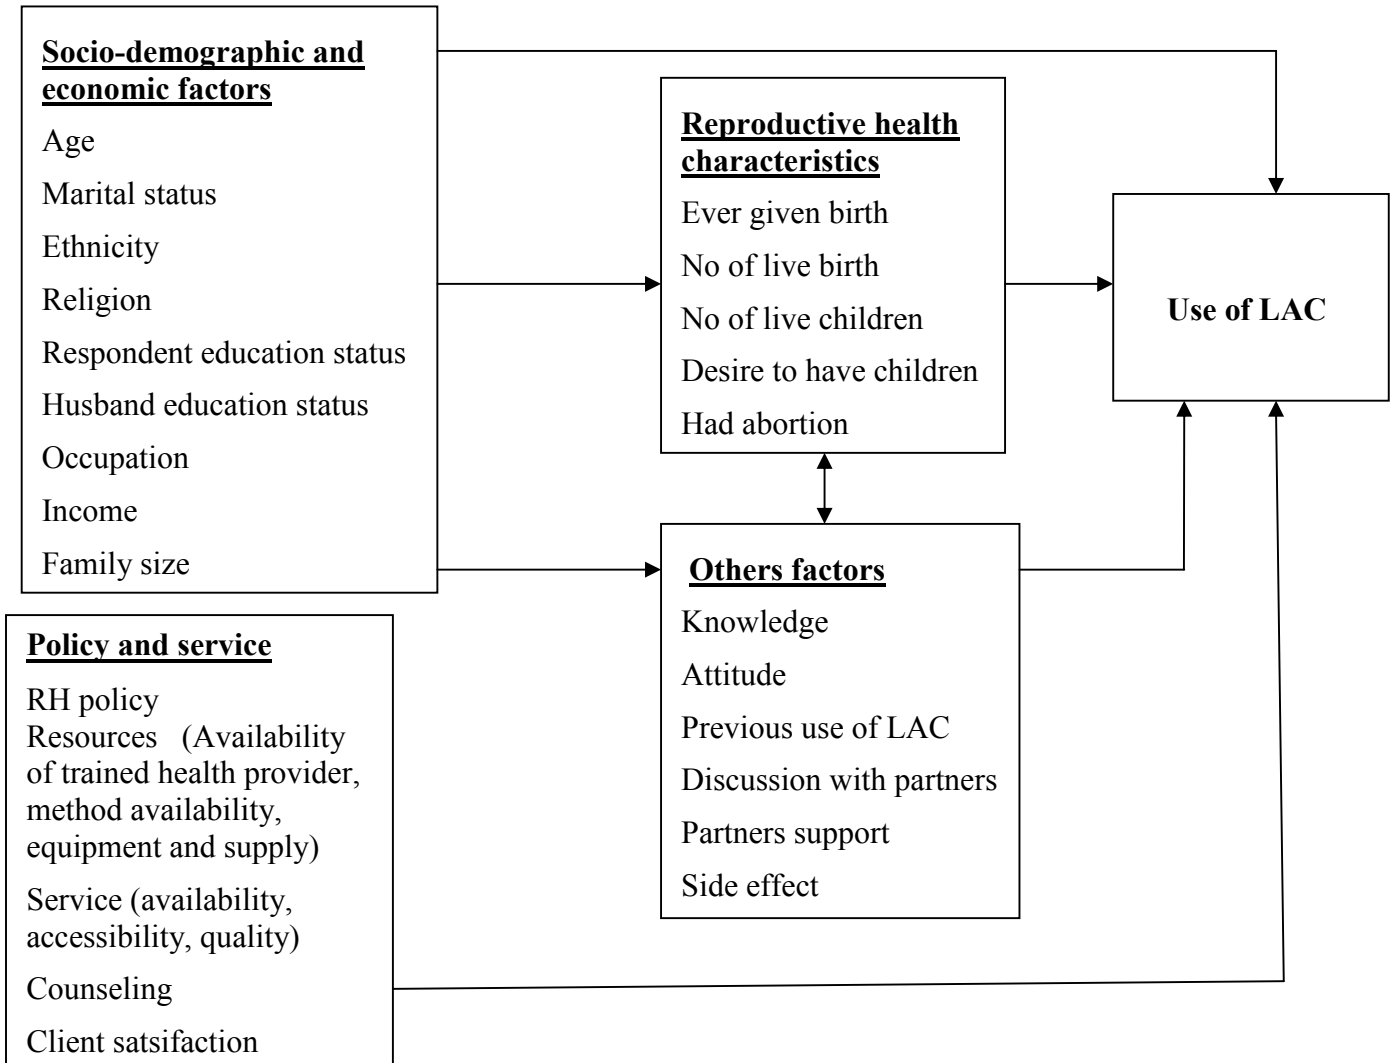 Socio-demographic and
economic factors
Age
Marital status
Ethnicity
Religion
Respondent education status
Husband education status
Occupation
Income
Family size
Policy and service
RH policy
Resources (Availability
of trained health provider,
method availability,
equipment and supply)
Service (availability,
accessibility, quality)
Counseling
Client satsifaction
Reproductive health
characteristics
Ever given birth
No of live birth
No of live children
Desire to have children
Had abortion
Others factors
Knowledge
Attitude
Previous use of LAC
Discussion with partners
Partners support
Side effect
Use of LAC